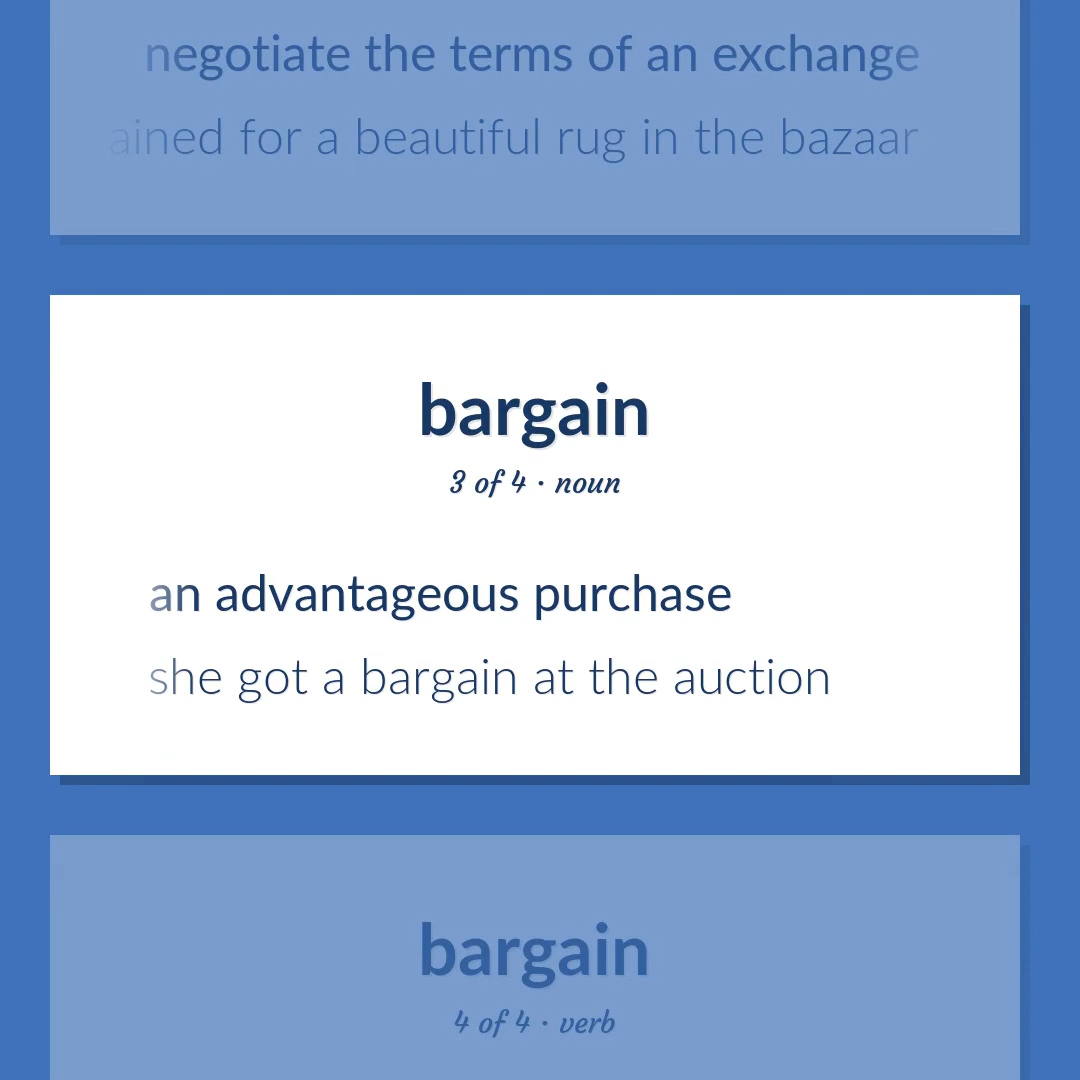 negotiate the terms of an exchange
ained for a beautiful rug in the bazaar
bargain
3 of 4 · noun
an advantageous purchase
she got a bargain at the auction
bargain
4 of 4 · verb